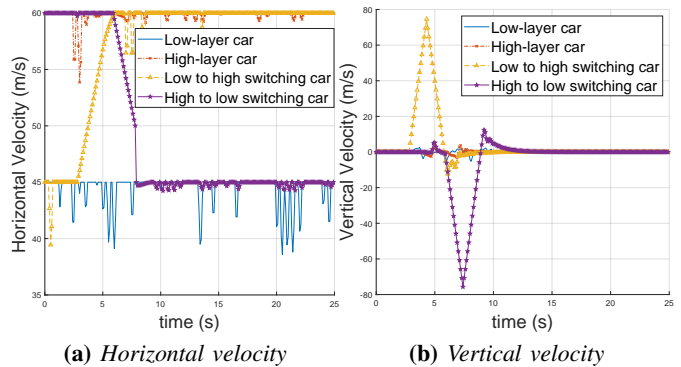 60
55
50
45
40
35
0
5
10
15
20
25
Horizontal Velocity (m/s)
time (s)
Low-layer car
High-layer car
Low to high switching car
High to low switching car
(a) Horizontal velocity
80
60
40
20
0
-20
-40
-60
-80
0
5
10
15
20
25
Vertical Velocity (m/s)
time (s)
Low-layer car
High-layer car
Low to high switching car
High to low switching car
(b) Vertical velocity